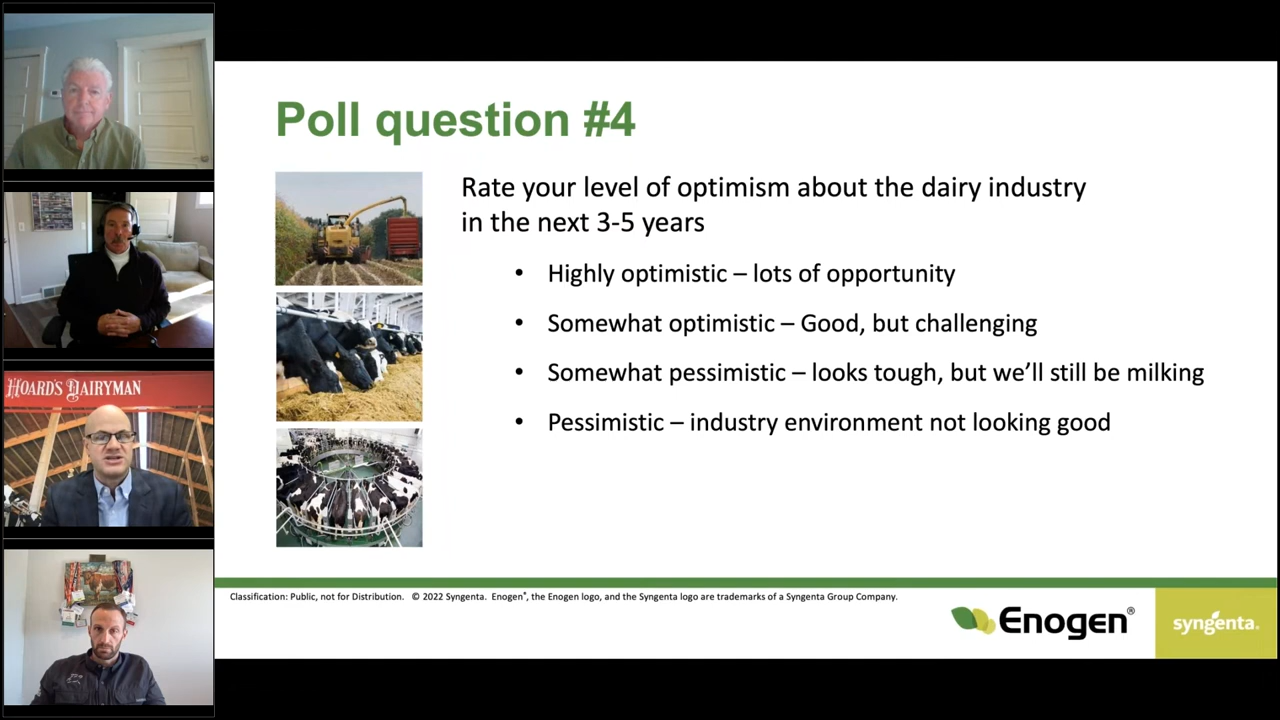 HOARD'S DAIRYMAN
Poll question #4
Rate your level of optimism about the dairy industry
in the next 3-5 years
• Highly optimistic – lots of opportunity
• Somewhat optimistic – Good, but challenging
• Somewhat pessimistic – looks tough, but we’ll still be milking
• Pessimistic – industry environment not looking good
Classification: Public, not for Distribution. © 2022 Syngenta. Enogen®, the Enogen logo, and the Syngenta logo are trademarks of a Syngenta Group Company.
Enogen®
syngenta.